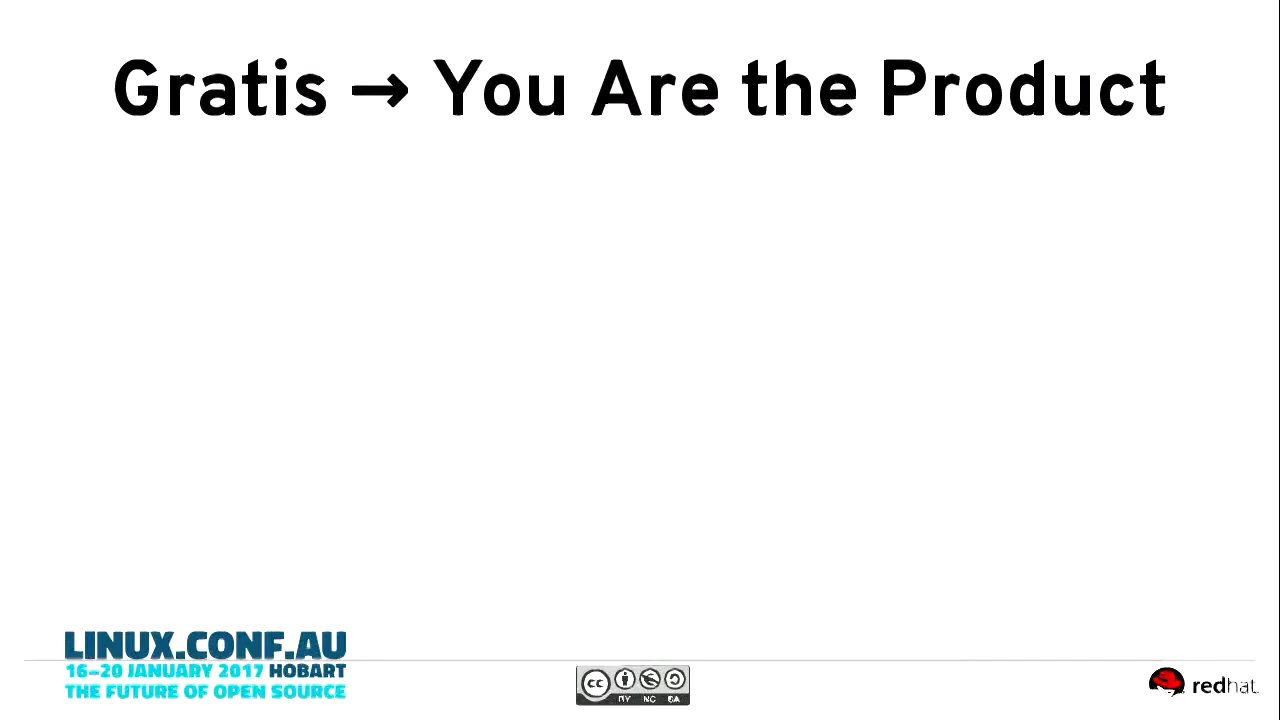 Gratis → You Are the Product
LINUX.CONF.AU
16–20 JANUARY 2017 HOBART
THE FUTURE OF OPEN SOURCE
cc
BY NC SA
redhat.